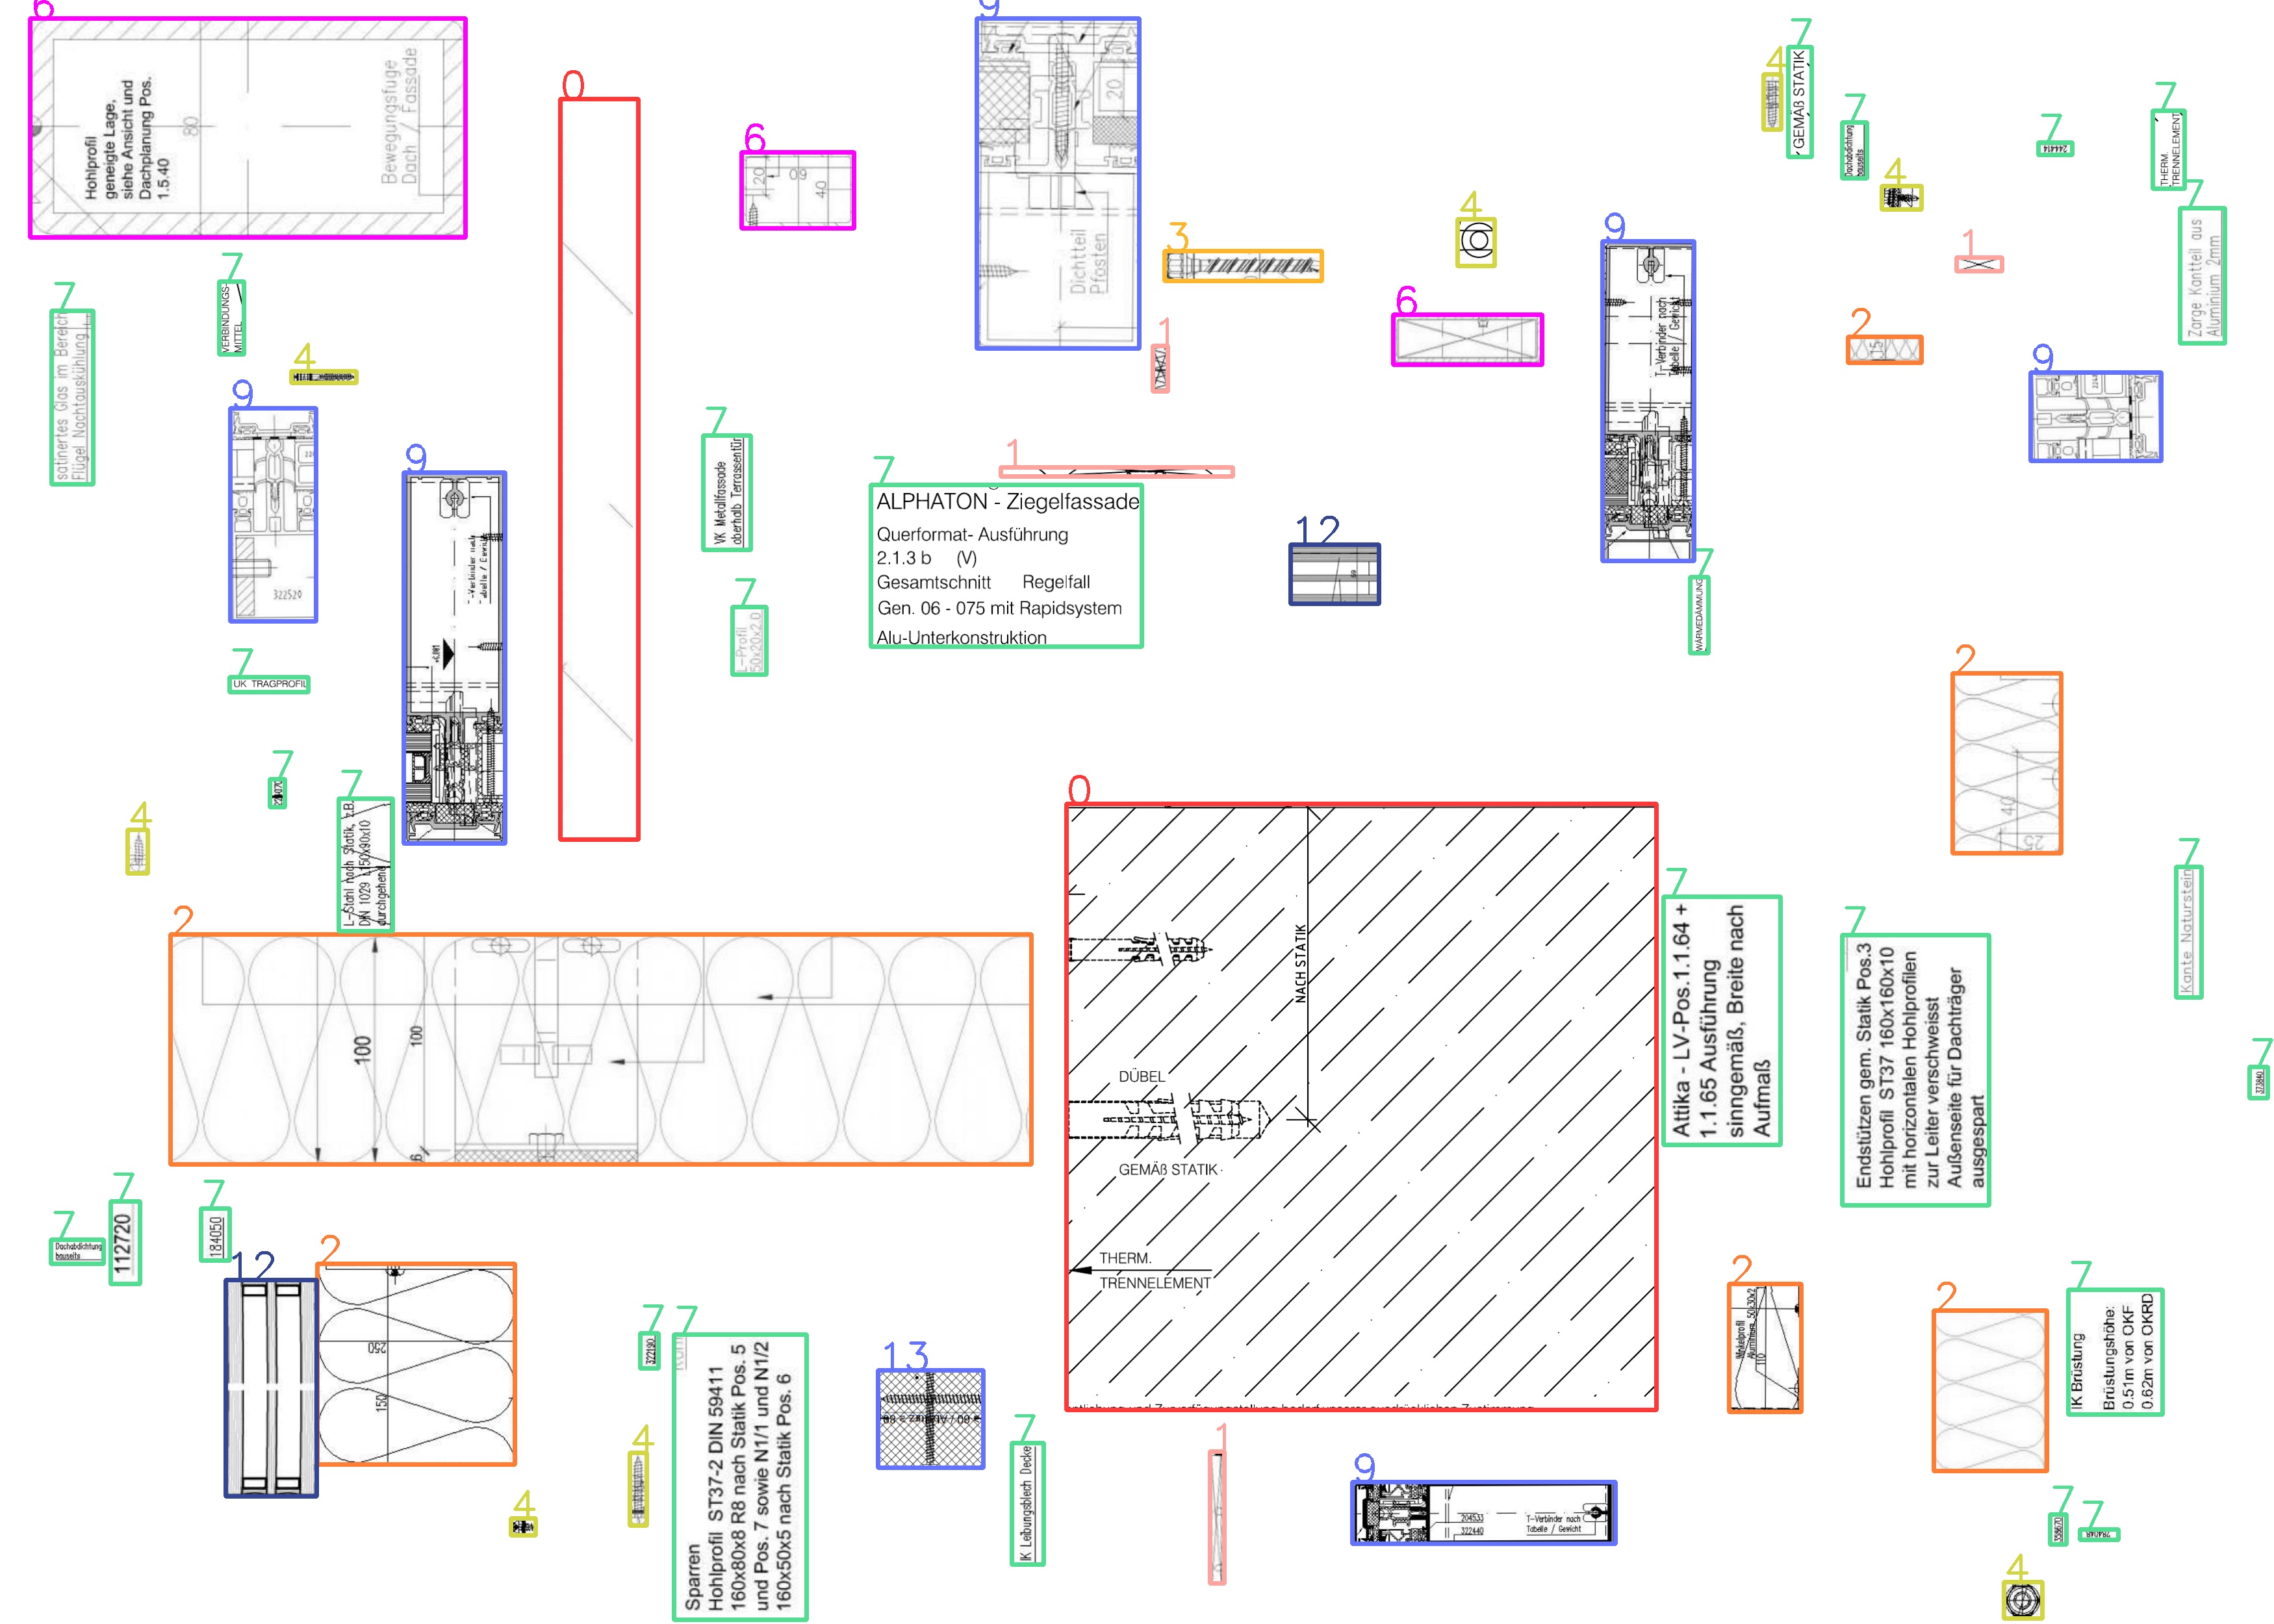 6
Hohlprofil
geneigte Lage,
siehe Ansicht und
Dachplanung Pos.
1.5.40
80
Bewegungsfuge
Dach / Fassade
0
6
20
60
40
9
20
Dichtteil
Pfosten
3
4
7
GEMÄß STATIK
4
7
Dachabdichtung
bauseits
4
7
244414
7
THERM.
TRENNELEMENT
7
Zarge Kantteil aus
Aluminium 2mm
1
9
T-Verbinder nach
Tabelle / Gewicht
6
1
2
9
7
satiniertes Glas im Bereich
Flügel Nachtauskühlung
7
VERBINDUNGS-
MITTEL
4
9
322520
9
7
VK Metallfassade
oberhalb Terrassentür
1
7
ALPHATON - Ziegelfassade
Querformat- Ausführung
2.1.3 b (V)
Gesamtschnitt Regelfall
Gen. 06 - 075 mit Rapidsystem
Alu-Unterkonstruktion
12
7
WÄRMEDÄMMUNG
7
L-Profil
50x20x2.0
7
UK TRAGPROFIL
2
40
25
7
4
7
L-Stahl nach Statik, z.B.
DIN 1029 L150x90x10
durchgehend
0
NACH STATIK
DÜBEL
GEMÄß STATIK
THERM.
TRENNELEMENT
7
Attika - LV-Pos.1.1.64 +
1.1.65 Ausführung
sinngemäß, Breite nach
Aufmaß
7
Endstützen gem. Statik Pos.3
Hohlprofil ST37 160x160x10
mit horizontalen Hohlprofilen
zur Leiter verschweisst
Außenseite für Dachträger
ausgespart
7
Kante Naturstein
7
373840
2
100
100
6
7
Dachabdichtung
bauseits
7
112720
7
184050
12
2
250
150
7
322190
7
Sparren
Hohlprofil ST37-2 DIN 59411
160x80x8 R8 nach Statik Pos. 5
und Pos. 7 sowie N1/1 und N1/2
160x50x5 nach Statik Pos. 6
4
4
13
7
IK Leibungsblech Decke
1
9
204533
322440
T-Verbinder nach
Tabelle / Gewicht
2
Winkelprofil
Aluminium 50x30x2
110
2
7
IK Brüstung
Brüstungshöhe:
0.51m von OKF
0.62m von OKRD
7
358670
7
4